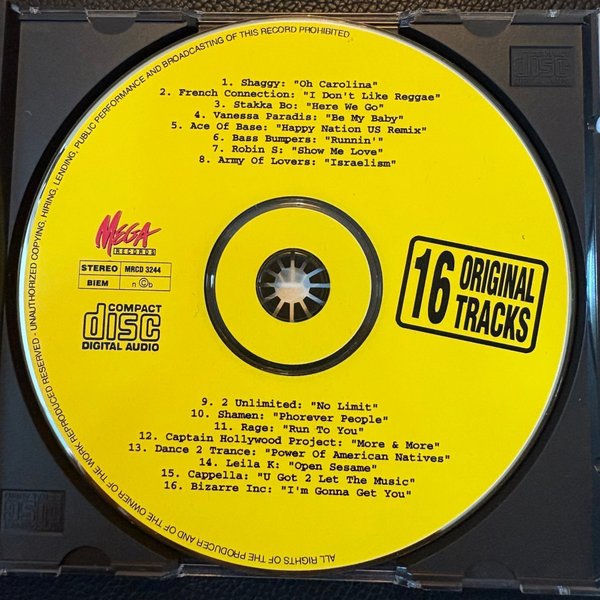 UNAUTHORIZED COPYING, HIRING, LENDING, PUBLIC PERFORMANCE AND BROADCASTING OF THIS RECORD PROHIBITED
1. Shaggy: "Oh Carolina"
2. French Connection: "I Don't Like Reggae"
3. Stakka Bo: "Here We Go"
4. Vanessa Paradis: "Be My Baby"
5. Ace Of Base: "Happy Nation US Remix"
6. Bass Bumpers: "Runnin'"
7. Robin S: "Show Me Love"
8. Army Of Lovers: "Israelism"
MEGA
RECORDS
STEREO MRCD 3244
BIEM n©b
COMPACT
disc
DIGITAL AUDIO
16 ORIGINAL
TRACKS
9. 2 Unlimited: "No Limit"
10. Shamen: "Phorever People"
11. Rage: "Run To You"
12. Captain Hollywood Project: "More & More"
13. Dance 2 Trance: "Power Of American Natives"
14. Leila K: "Open Sesame"
15. Cappella: "U Got 2 Let The Music"
16. Bizarre Inc: "I'm Gonna Get You"
ALL RIGHTS OF THE PRODUCER AND OF THE OWNER OF THE WORK REPRODUCED RESERVED -
disc